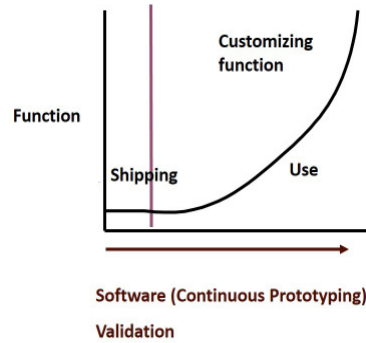 Customizing
function
Function
Shipping
Use
Software (Continuous Prototyping)
Validation